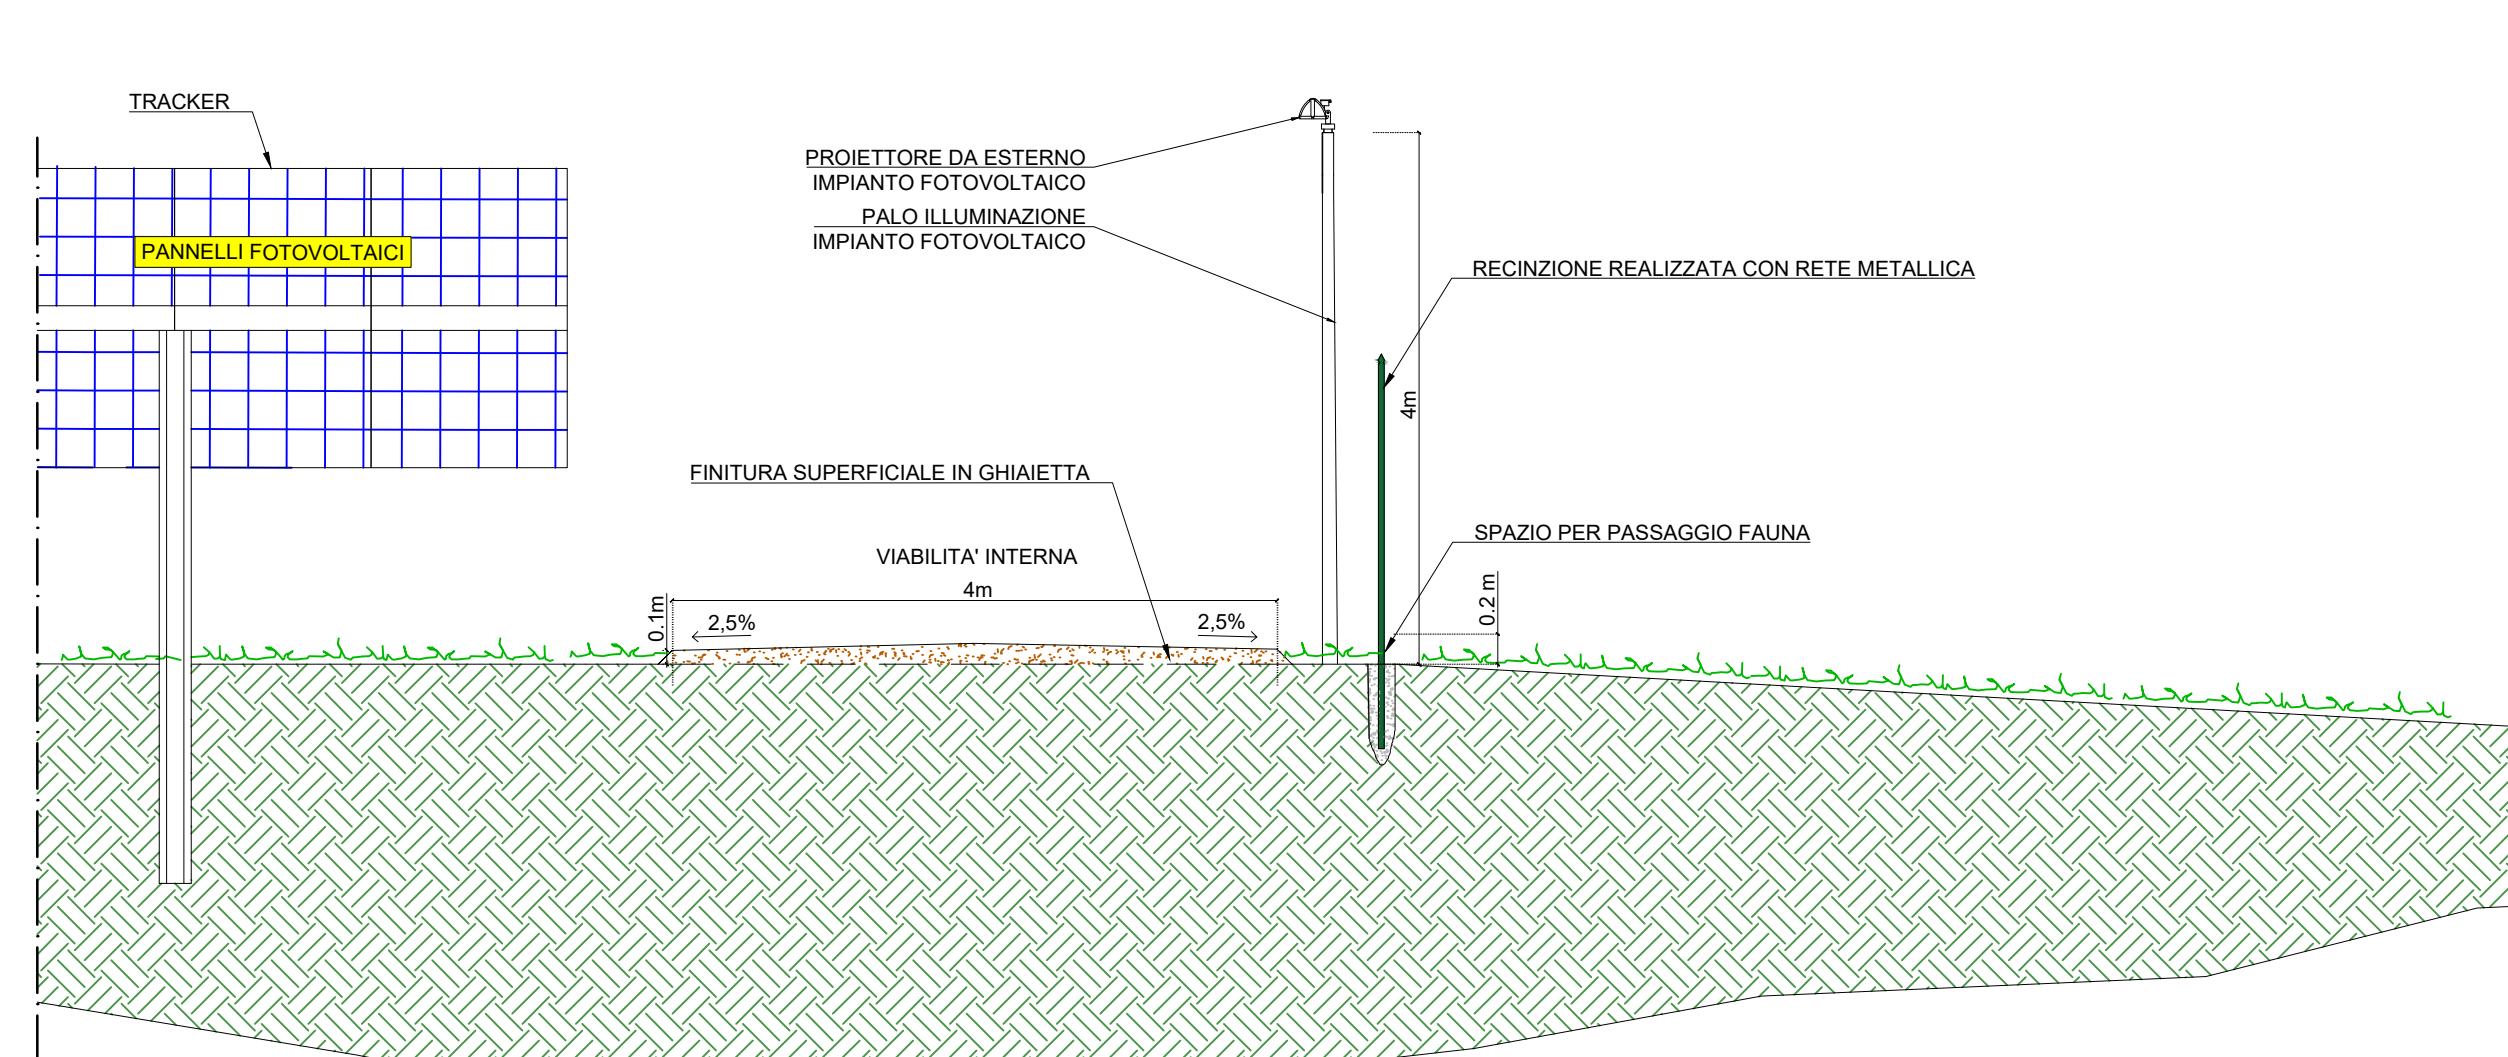 TRACKER
PROIETTORE DA ESTERNO
IMPIANTO FOTOVOLTAICO
PALO ILLUMINAZIONE
IMPIANTO FOTOVOLTAICO
PANNELLI FOTOVOLTAICI
RECINZIONE REALIZZATA CON RETE METALLICA
4m
FINITURA SUPERFICIALE IN GHIAIETTA
SPAZIO PER PASSAGGIO FAUNA
VIABILITA' INTERNA
4m
0.1m
2,5%
2,5%
0.2 m